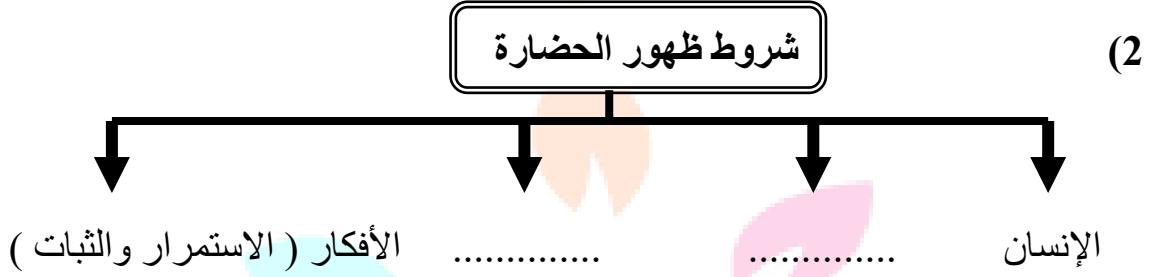 2)
شروط ظهور الحضارة
الإنسان .............. .............. الأفكار ( الاستمرار والثبات )